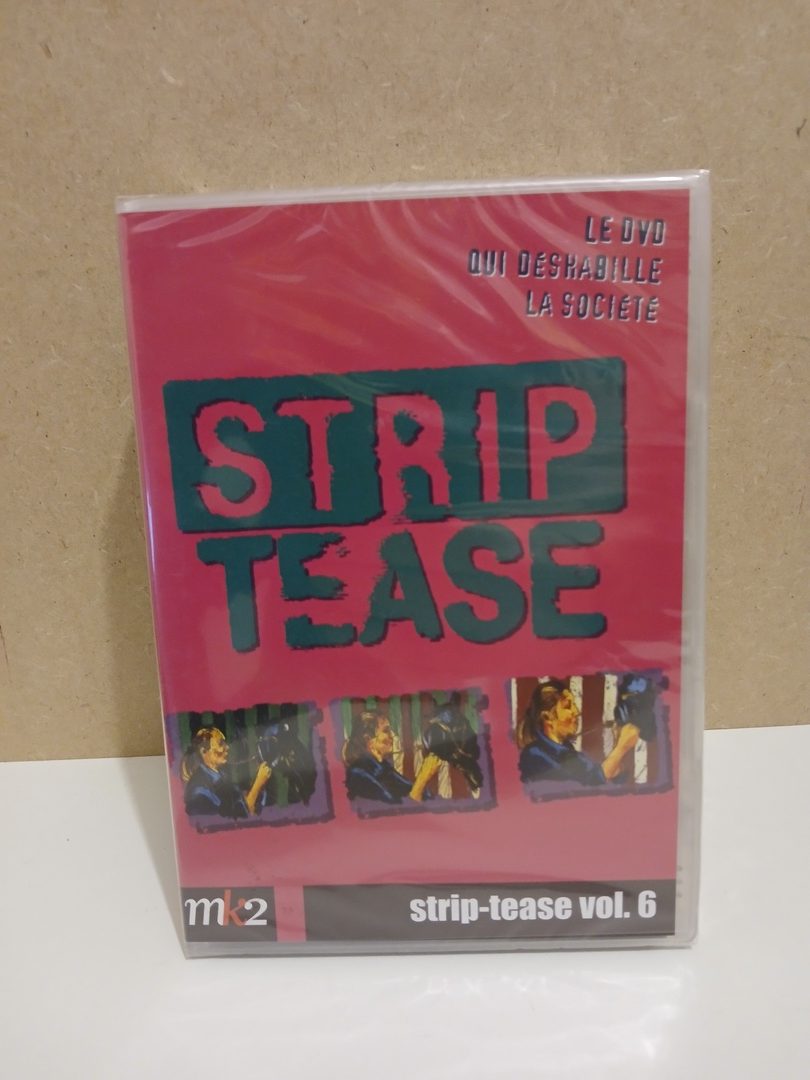 LE DVD
QUI DÉSHABILLE
LA SOCIÉTÉ
STRIP
TEASE
mk2
strip-tease vol. 6